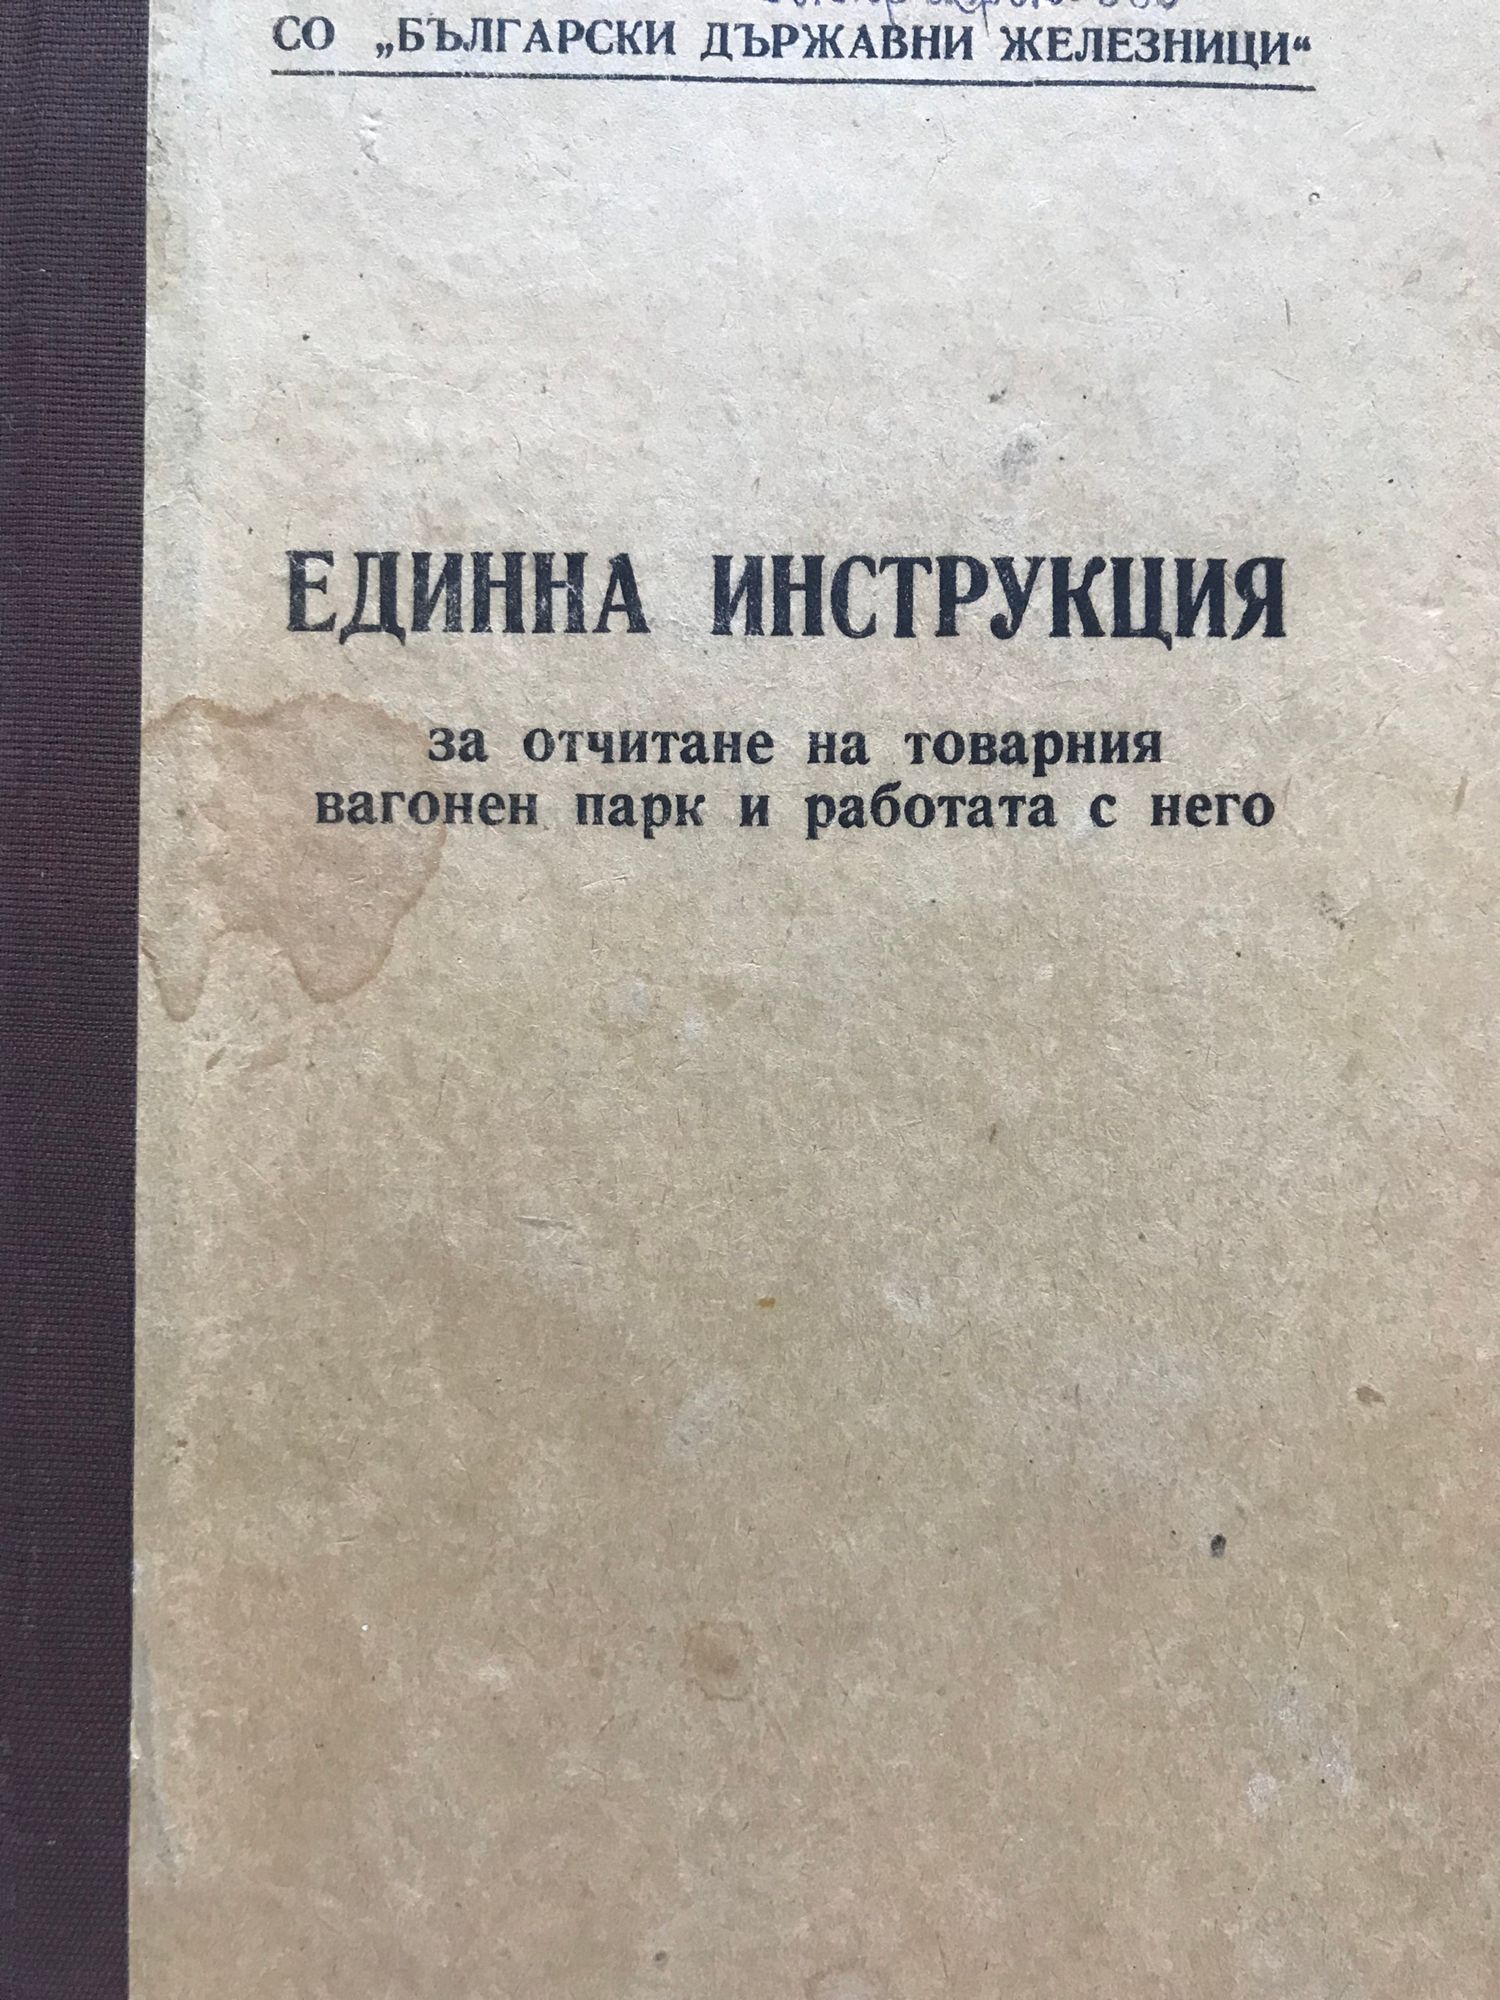 СО „БЪЛГАРСКИ ДЪРЖАВНИ ЖЕЛЕЗНИЦИ“
ЕДИННА ИНСТРУКЦИЯ
за отчитане на товарния
вагонен парк и работата с него